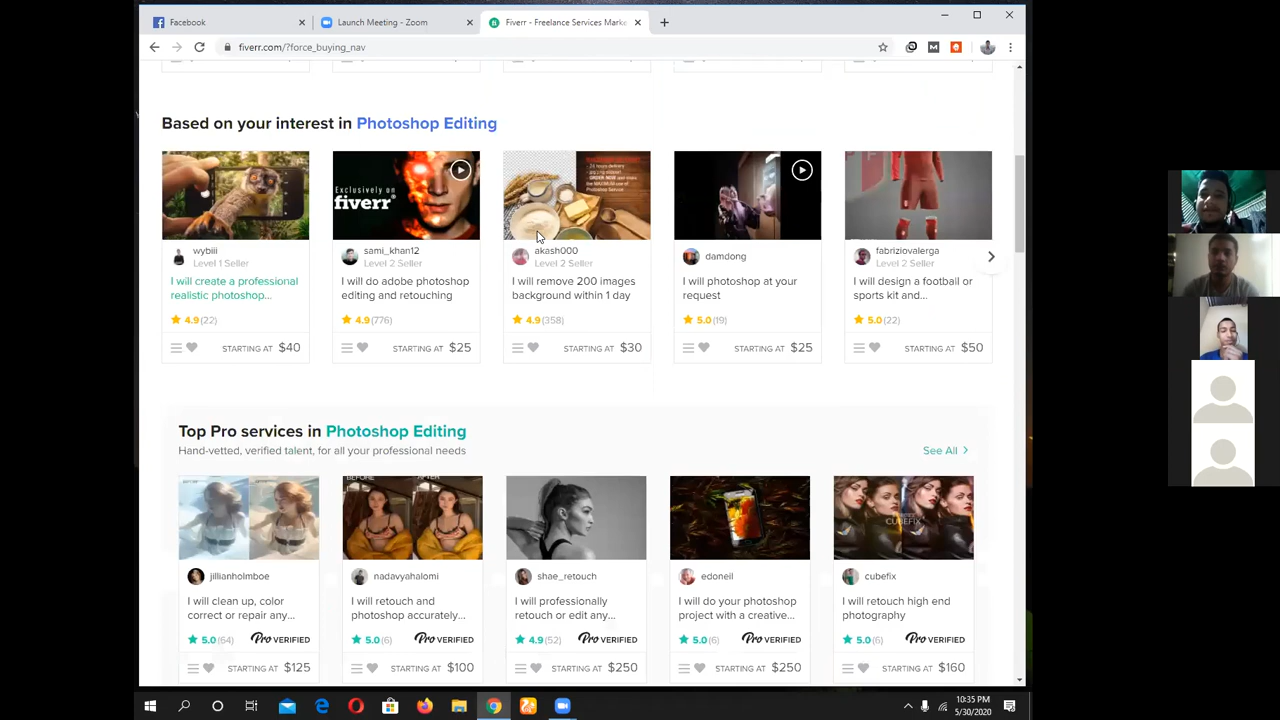 Facebook
Launch Meeting - Zoom
Fiverr - Freelance Services Marke
fiverr.com/?force_buying_nav
Based on your interest in Photoshop Editing
Exclusively on
fiverr®
- 24 hours delivery
wybiii
Level 1 Seller
I will create a professional
realistic photoshop...
4.9 (22)
STARTING AT $40
sami_khan12
Level 2 Seller
I will do adobe photoshop
editing and retouching
4.9 (776)
STARTING AT $25
akash000
Level 2 Seller
I will remove 200 images
background within 1 day
4.9 (358)
STARTING AT $30
damdong
I will photoshop at your
request
5.0 (19)
STARTING AT $25
fabriziovalerga
Level 2 Seller
I will design a football or
sports kit and...
5.0 (22)
STARTING AT $50
Top Pro services in Photoshop Editing
Hand-vetted, verified talent, for all your professional needs
See All
BEFORE
AFTER
CUBEFIX
jillianholmboe
I will clean up, color
correct or repair any...
5.0 (64)
Pro VERIFIED
STARTING AT $125
nadavyahalomi
I will retouch and
photoshop accurately...
5.0 (6)
Pro VERIFIED
STARTING AT $100
shae_retouch
I will professionally
retouch or edit any...
4.9 (52)
Pro VERIFIED
STARTING AT $250
edoneil
I will do your photoshop
project with a creative...
5.0 (6)
Pro VERIFIED
STARTING AT $250
cubefix
I will retouch high end
photography
5.0 (6)
Pro VERIFIED
STARTING AT $160
10:35 PM
5/30/2020